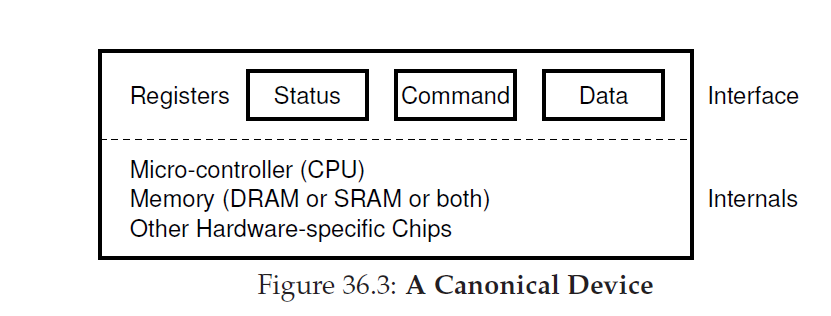 Registers Status Command Data Interface
Micro-controller (CPU)
Memory (DRAM or SRAM or both) Internals
Other Hardware-specific Chips
Figure 36.3: A Canonical Device